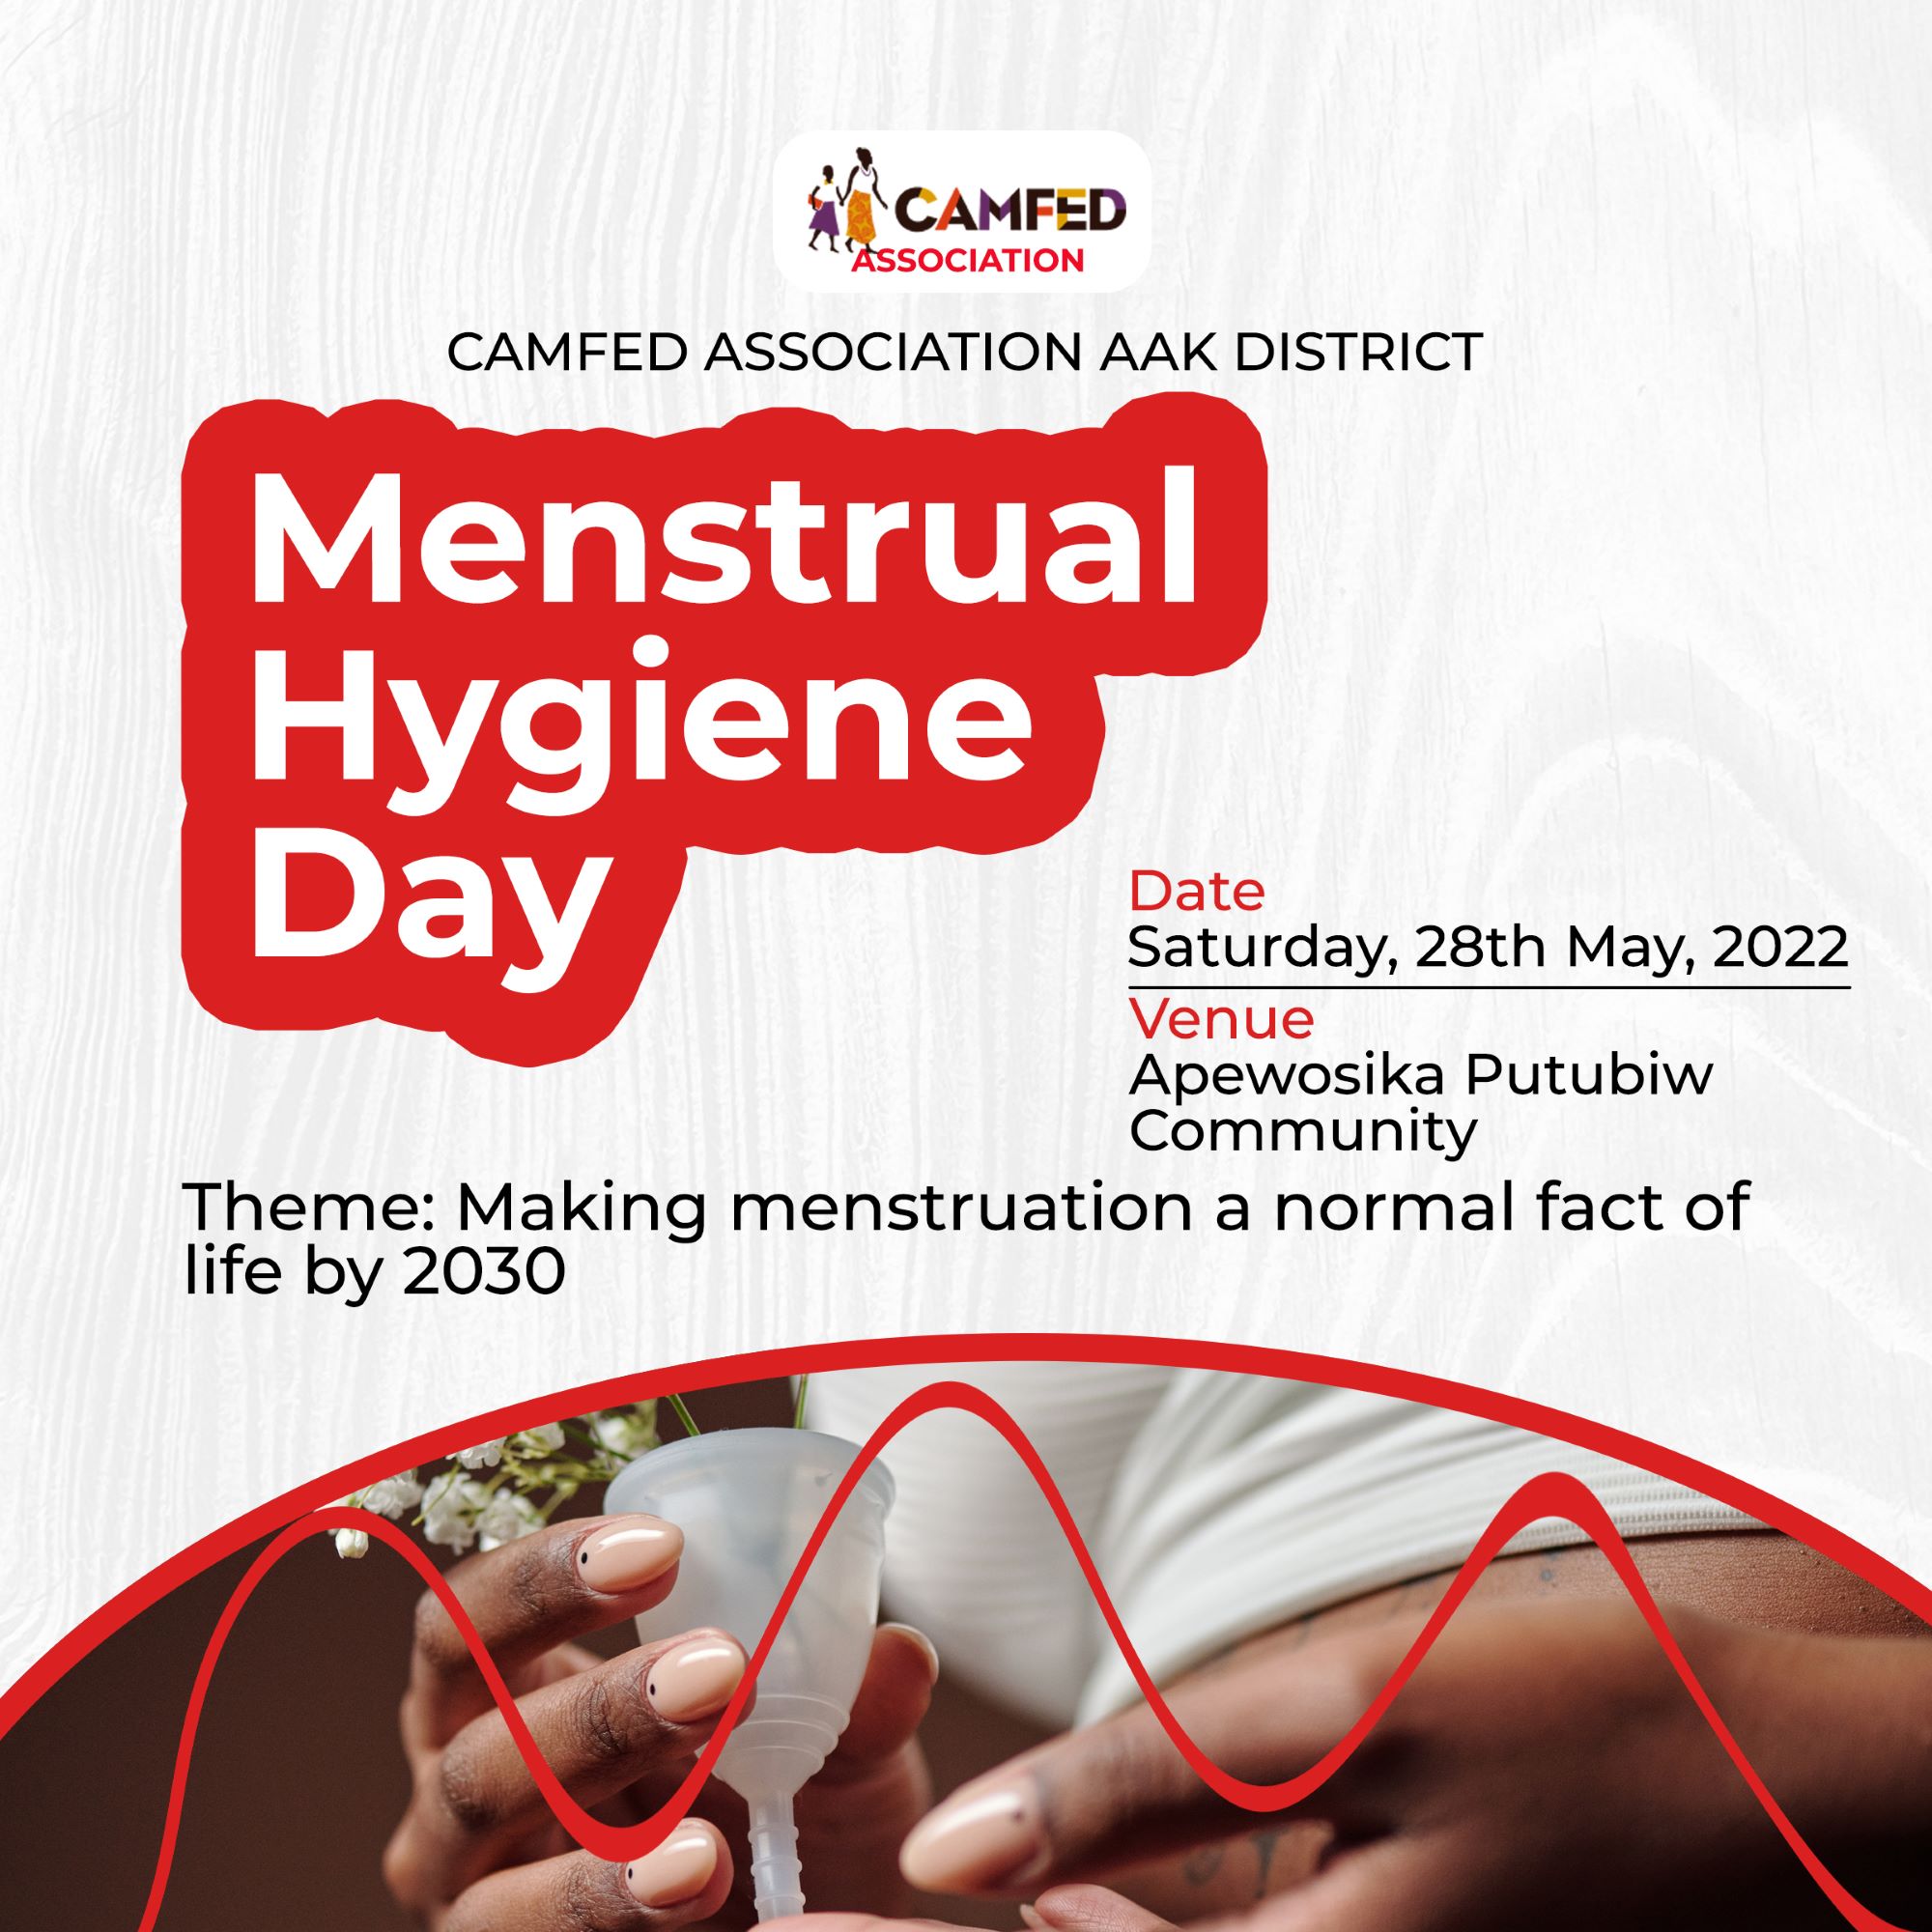 CAMFED
ASSOCIATION
CAMFED ASSOCIATION AAK DISTRICT
Menstrual
Hygiene
Day
Date
Saturday, 28th May, 2022
Venue
Apewosika Putubiw
Community
Theme: Making menstruation a normal fact of
life by 2030